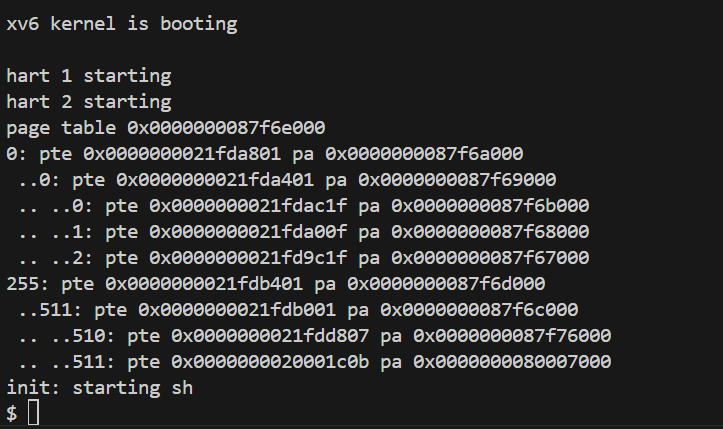 xv6 kernel is booting
hart 1 starting
hart 2 starting
page table 0x0000000087f6e000
0: pte 0x0000000021fda801 pa 0x0000000087f6a000
 ..0: pte 0x0000000021fda401 pa 0x0000000087f69000
 .. ..0: pte 0x0000000021fdac1f pa 0x0000000087f6b000
 .. ..1: pte 0x0000000021fda00f pa 0x0000000087f68000
 .. ..2: pte 0x0000000021fd9c1f pa 0x0000000087f67000
255: pte 0x0000000021fdb401 pa 0x0000000087f6d000
 ..511: pte 0x0000000021fdb001 pa 0x0000000087f6c000
 .. ..510: pte 0x0000000021fdd807 pa 0x0000000087f76000
 .. ..511: pte 0x0000000020001c0b pa 0x0000000080007000
init: starting sh
$